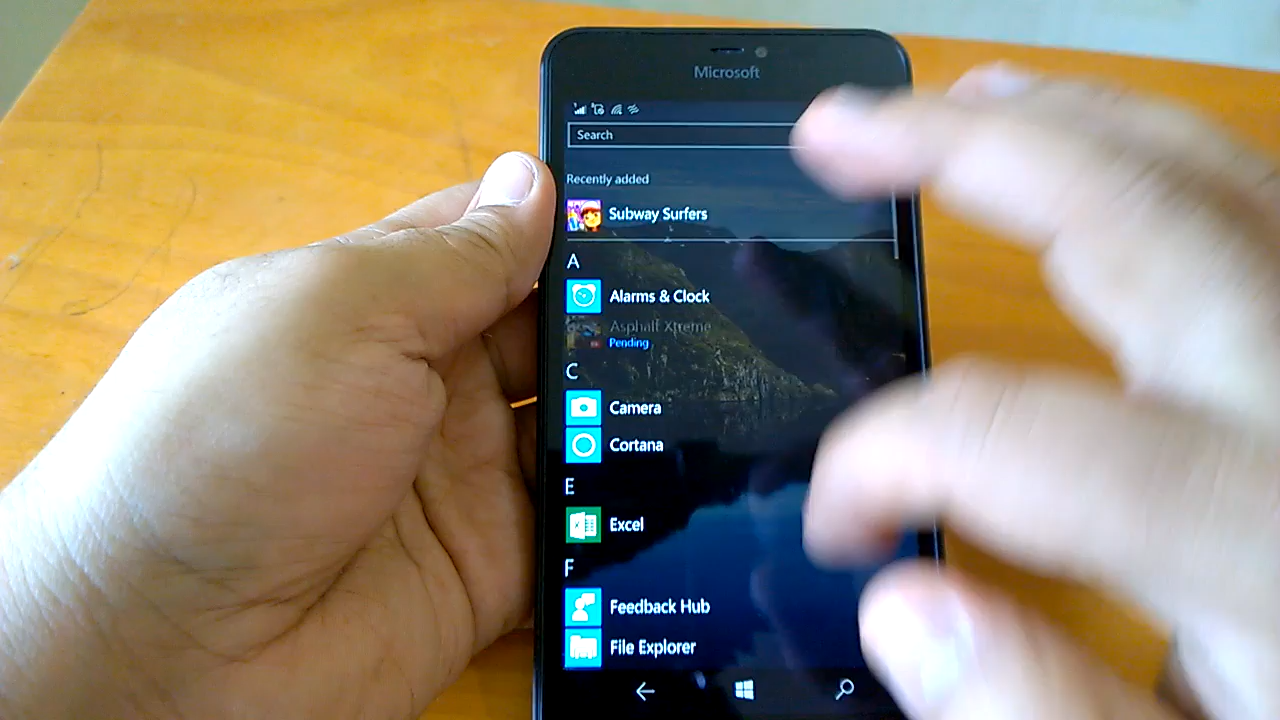 Microsoft
Search
Recently added
Subway Surfers
A
Alarms & Clock
Asphalt Xtreme
Pending
C
Camera
Cortana
E
Excel
F
Feedback Hub
File Explorer